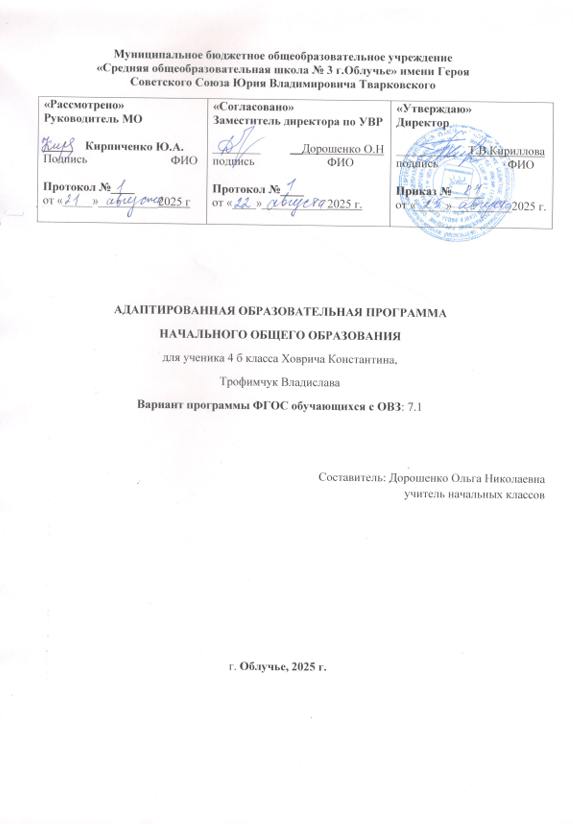 Муниципальное бюджетное общеобразовательное учреждение
«Средняя общеобразовательная школа № 3 г.Облучье» имени Героя
Советского Союза Юрия Владимировича Тварковского
«Рассмотрено»
Руководитель МО
Кирпиченко Ю.А.
Подпись ФИО
Протокол № 1
от «21» августа 2025 г
«Согласовано»
Заместитель директора по УВР
Дорошенко О.Н
подпись ФИО
Протокол № 1
от «22» августа 2025 г.
«Утверждаю»
Директор
Т.В.Кириллова
подпись ФИО
Приказ №
от «25» августа 2025 г.
АДАПТИРОВАННАЯ ОБРАЗОВАТЕЛЬНАЯ ПРОГРАММА
НАЧАЛЬНОГО ОБЩЕГО ОБРАЗОВАНИЯ
для ученика 4 б класса Ховрича Константина,
Трофимчук Владислава
Вариант программы ФГОС обучающихся с ОВЗ: 7.1
Составитель: Дорошенко Ольга Николаевна
учитель начальных классов
г. Облучье, 2025 г.